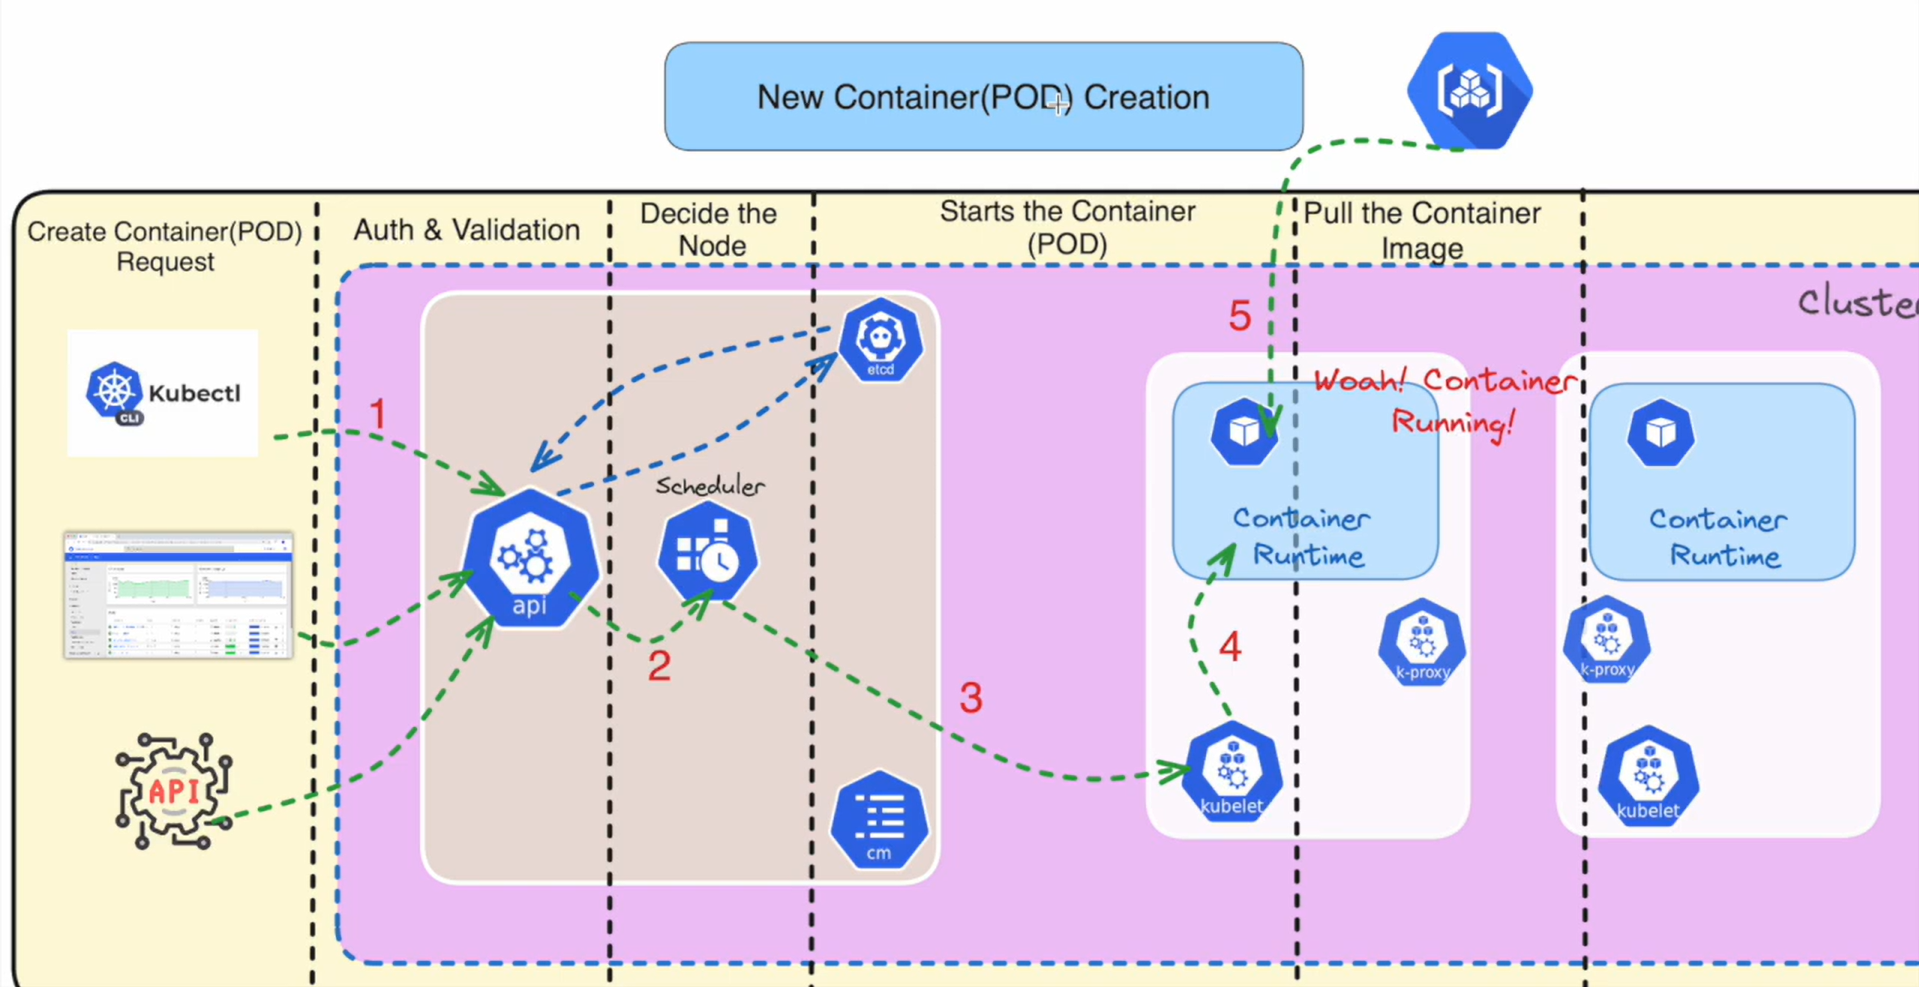 New Container(POD) Creation
Create Container(POD)
Request
Auth & Validation
Decide the
Node
Starts the Container
(POD)
Pull the Container
Image
Kubectl
CLI
API
1
2
3
4
5
etcd
api
Scheduler
cm
Woah! Container
Running!
Container
Runtime
k-proxy
kubelet
Container
Runtime
k-proxy
kubelet